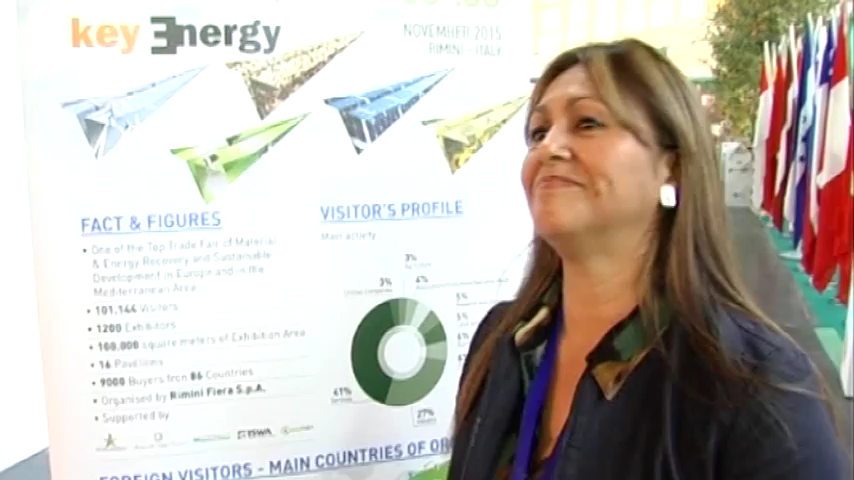 key Energy
NOVEMBER 2015
RIMINI - ITALY
FACT & FIGURES
• One of the Top Trade Fair of Material
& Energy Recovery and Sustainable
Development in Europe and in the
Mediterranean Area
• 101.144 Visitors
• 1200 Exhibitors
• 100.000 square meters of Exhibition Area
• 16 Pavilions
• 9000 Buyers from 86 Countries
• Organised by Rimini Fiera S.p.A.
• Supported by
ISWA
VISITOR'S PROFILE
Main activity
3%
3%
4%
5%
5%
61%
Services
27%
FOREIGN VISITORS - MAIN COUNTRIES OF